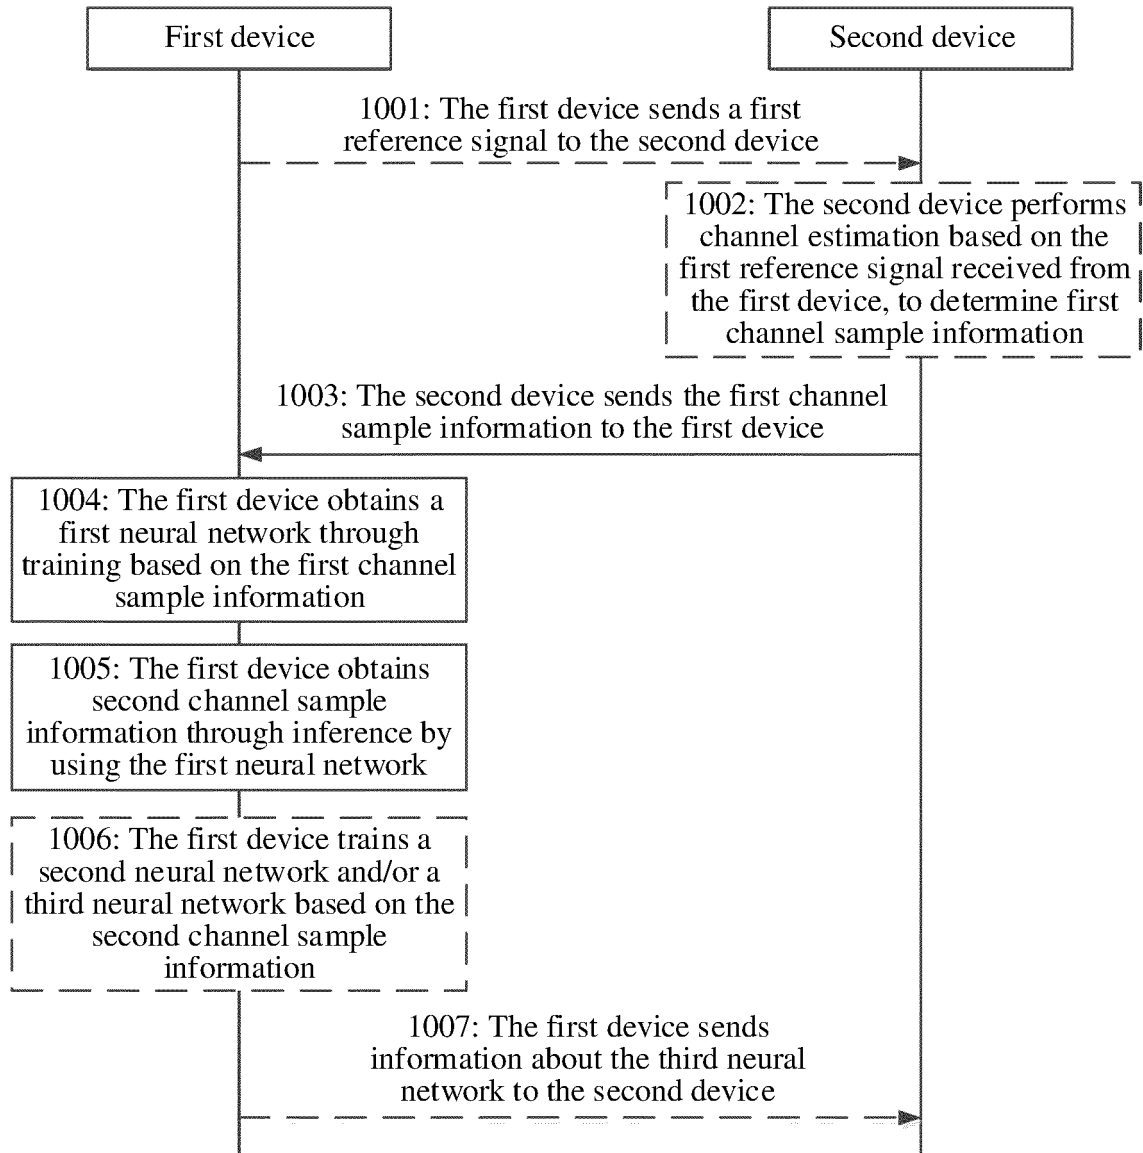 First device
Second device
1001: The first device sends a first
reference signal to the second device
1002: The second device performs
channel estimation based on the
first reference signal received from
the first device, to determine first
channel sample information
1003: The second device sends the first channel
sample information to the first device
1004: The first device obtains a
first neural network through
training based on the first channel
sample information
1005: The first device obtains
second channel sample
information through inference by
using the first neural network
1006: The first device trains a
second neural network and/or a
third neural network based on the
second channel sample
information
1007: The first device sends
information about the third neural
network to the second device